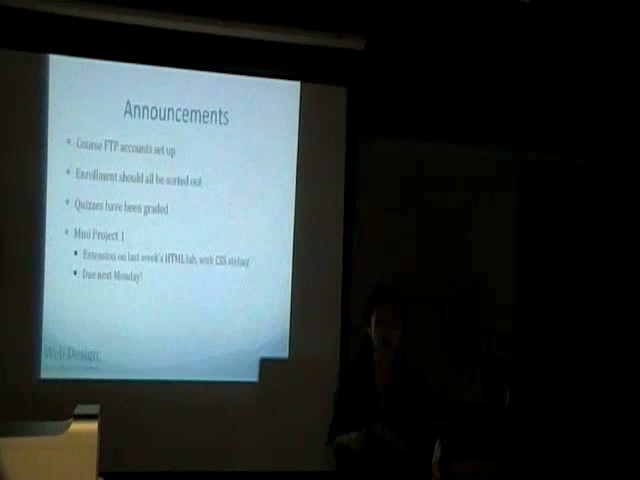 Announcements
Course FTP accounts set up
Enrollment should all be sorted out
Quizzes have been graded
Mini Project 1
Extension on last week's HTML lab, with CSS styling
Due next Monday!
Web Design: